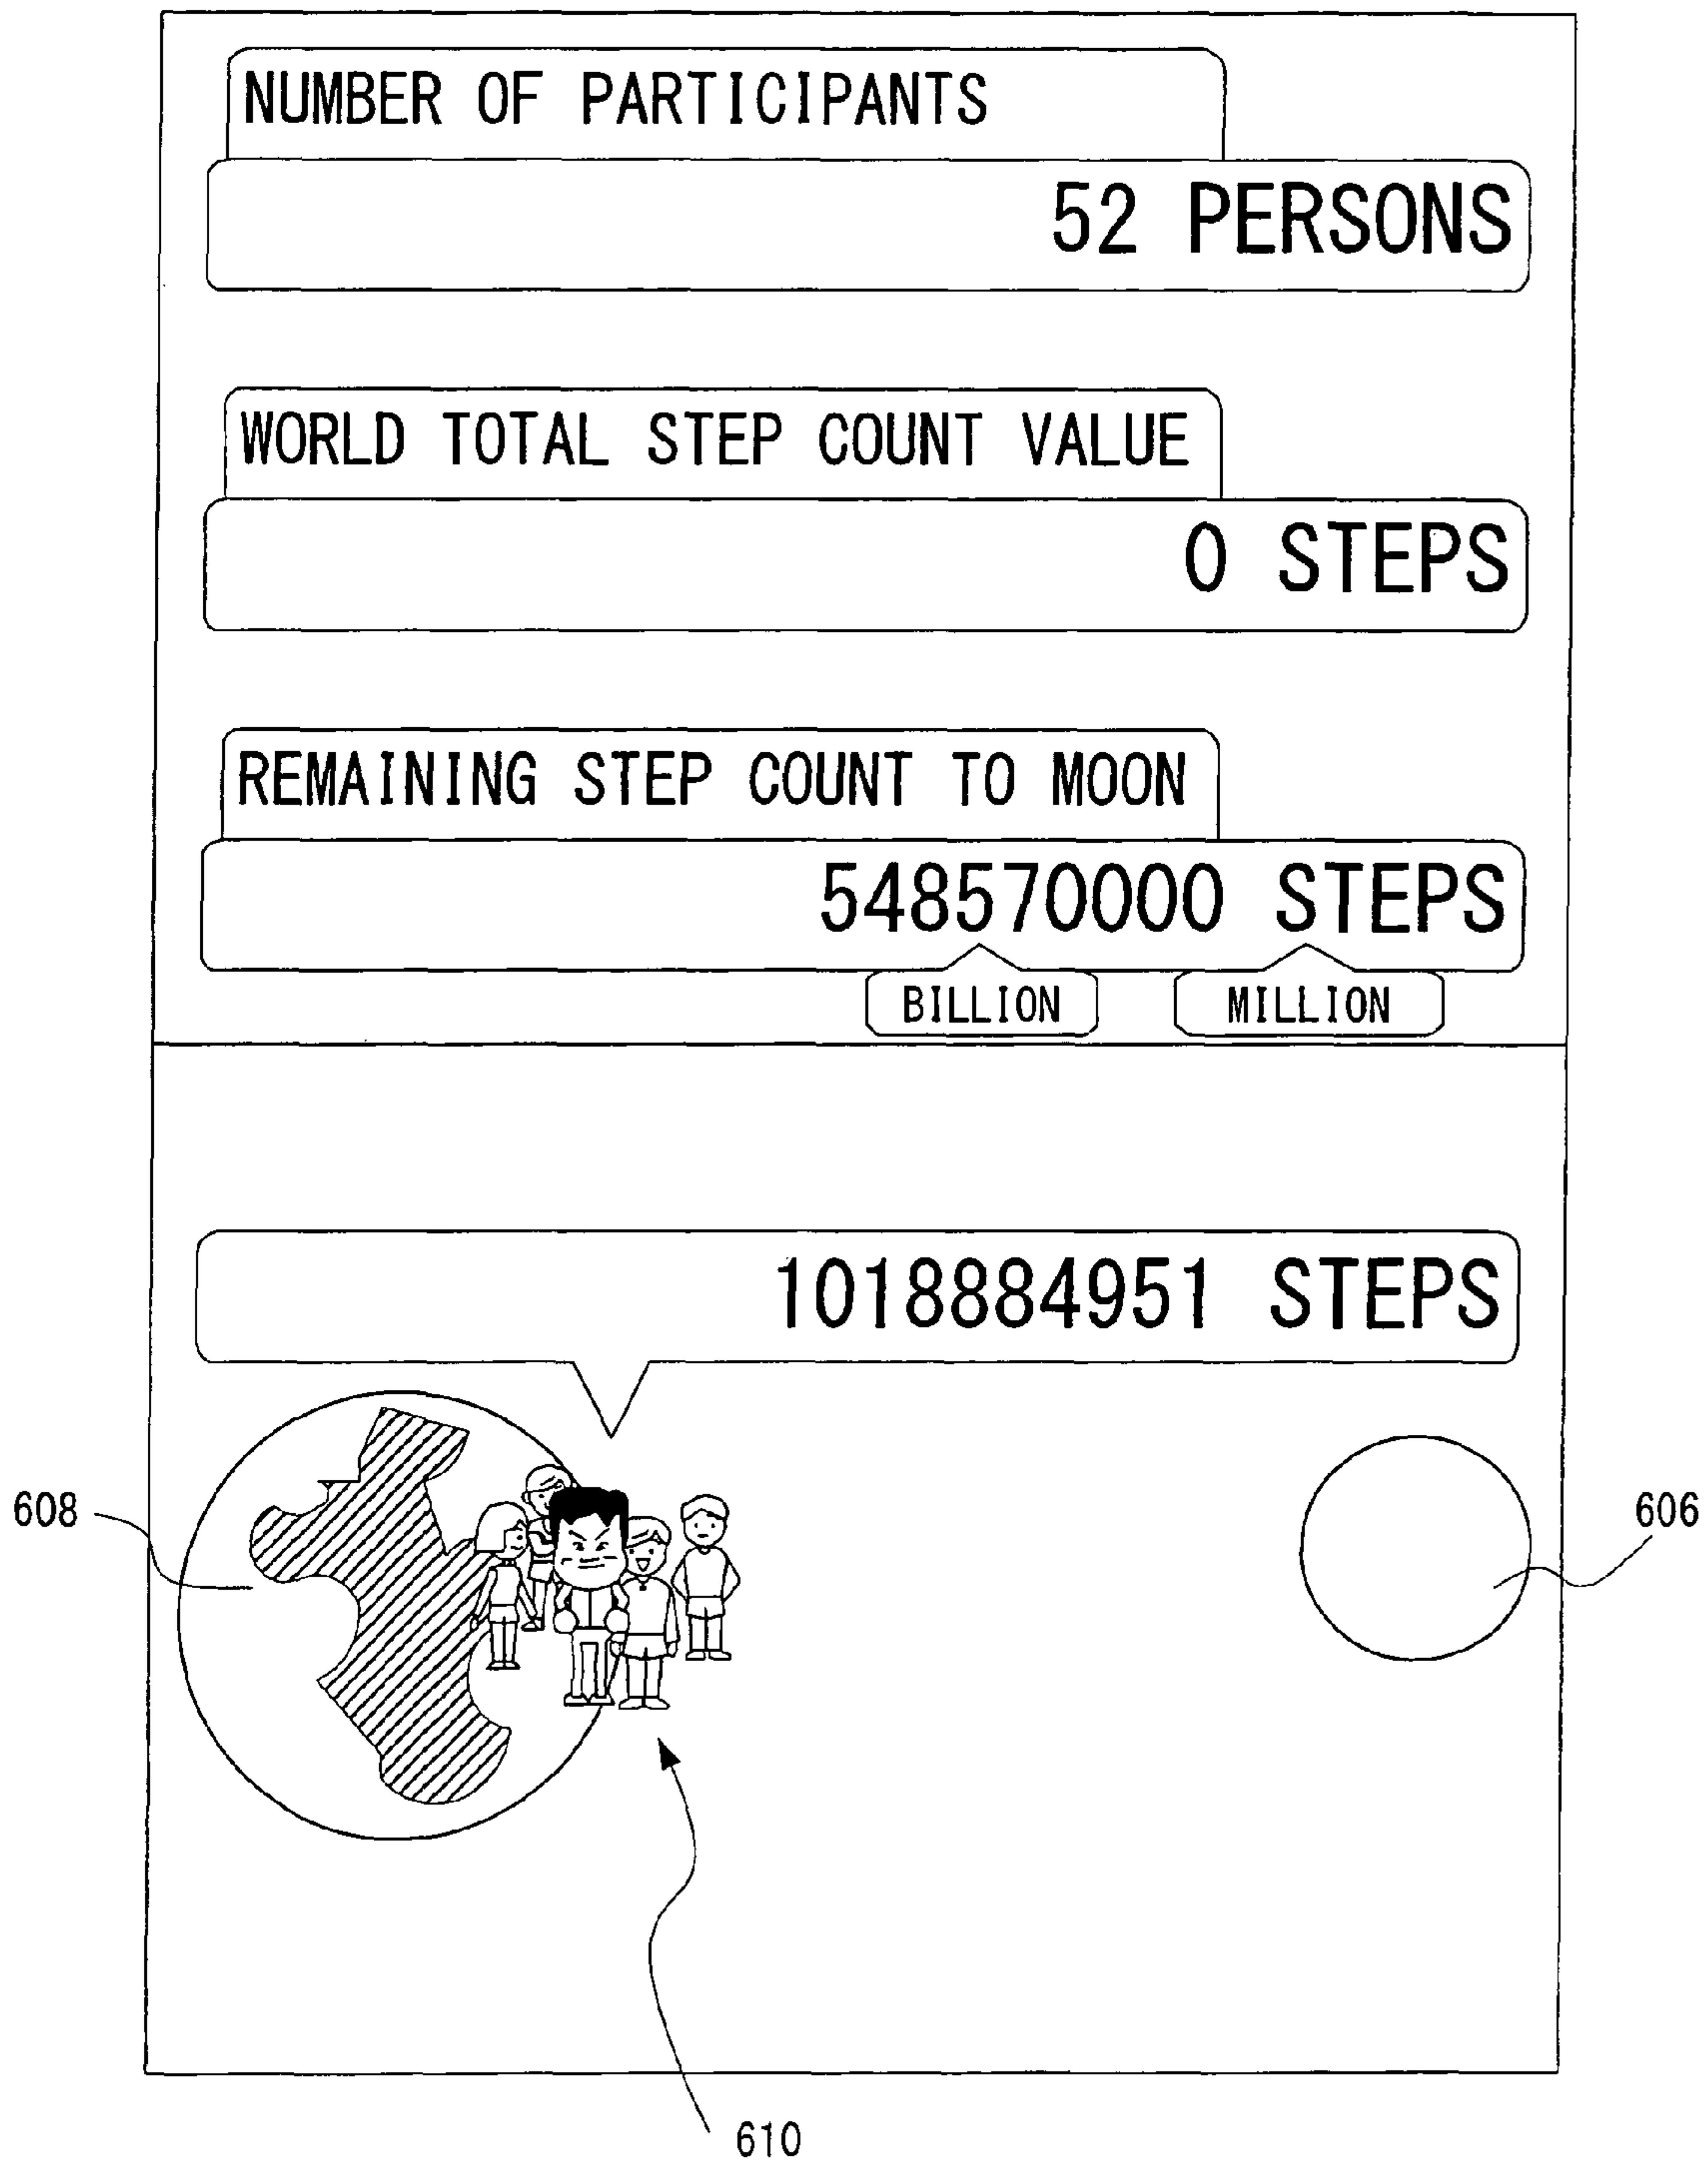 NUMBER OF PARTICIPANTS
52 PERSONS
WORLD TOTAL STEP COUNT VALUE
0 STEPS
REMAINING STEP COUNT TO MOON
548570000 STEPS
BILLION MILLION
1018884951 STEPS
608
606
610